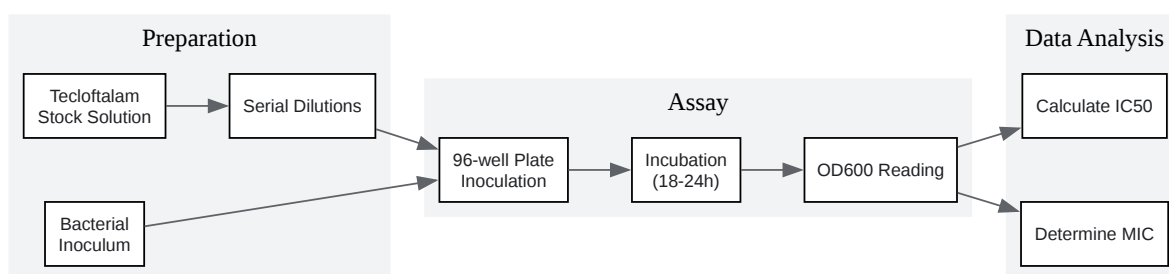 Preparation
Tecloftalam
Stock Solution
Serial Dilutions
Bacterial
Inoculum
Assay
96-well Plate
Inoculation
Incubation
(18-24h)
OD600 Reading
Data Analysis
Calculate IC50
Determine MIC